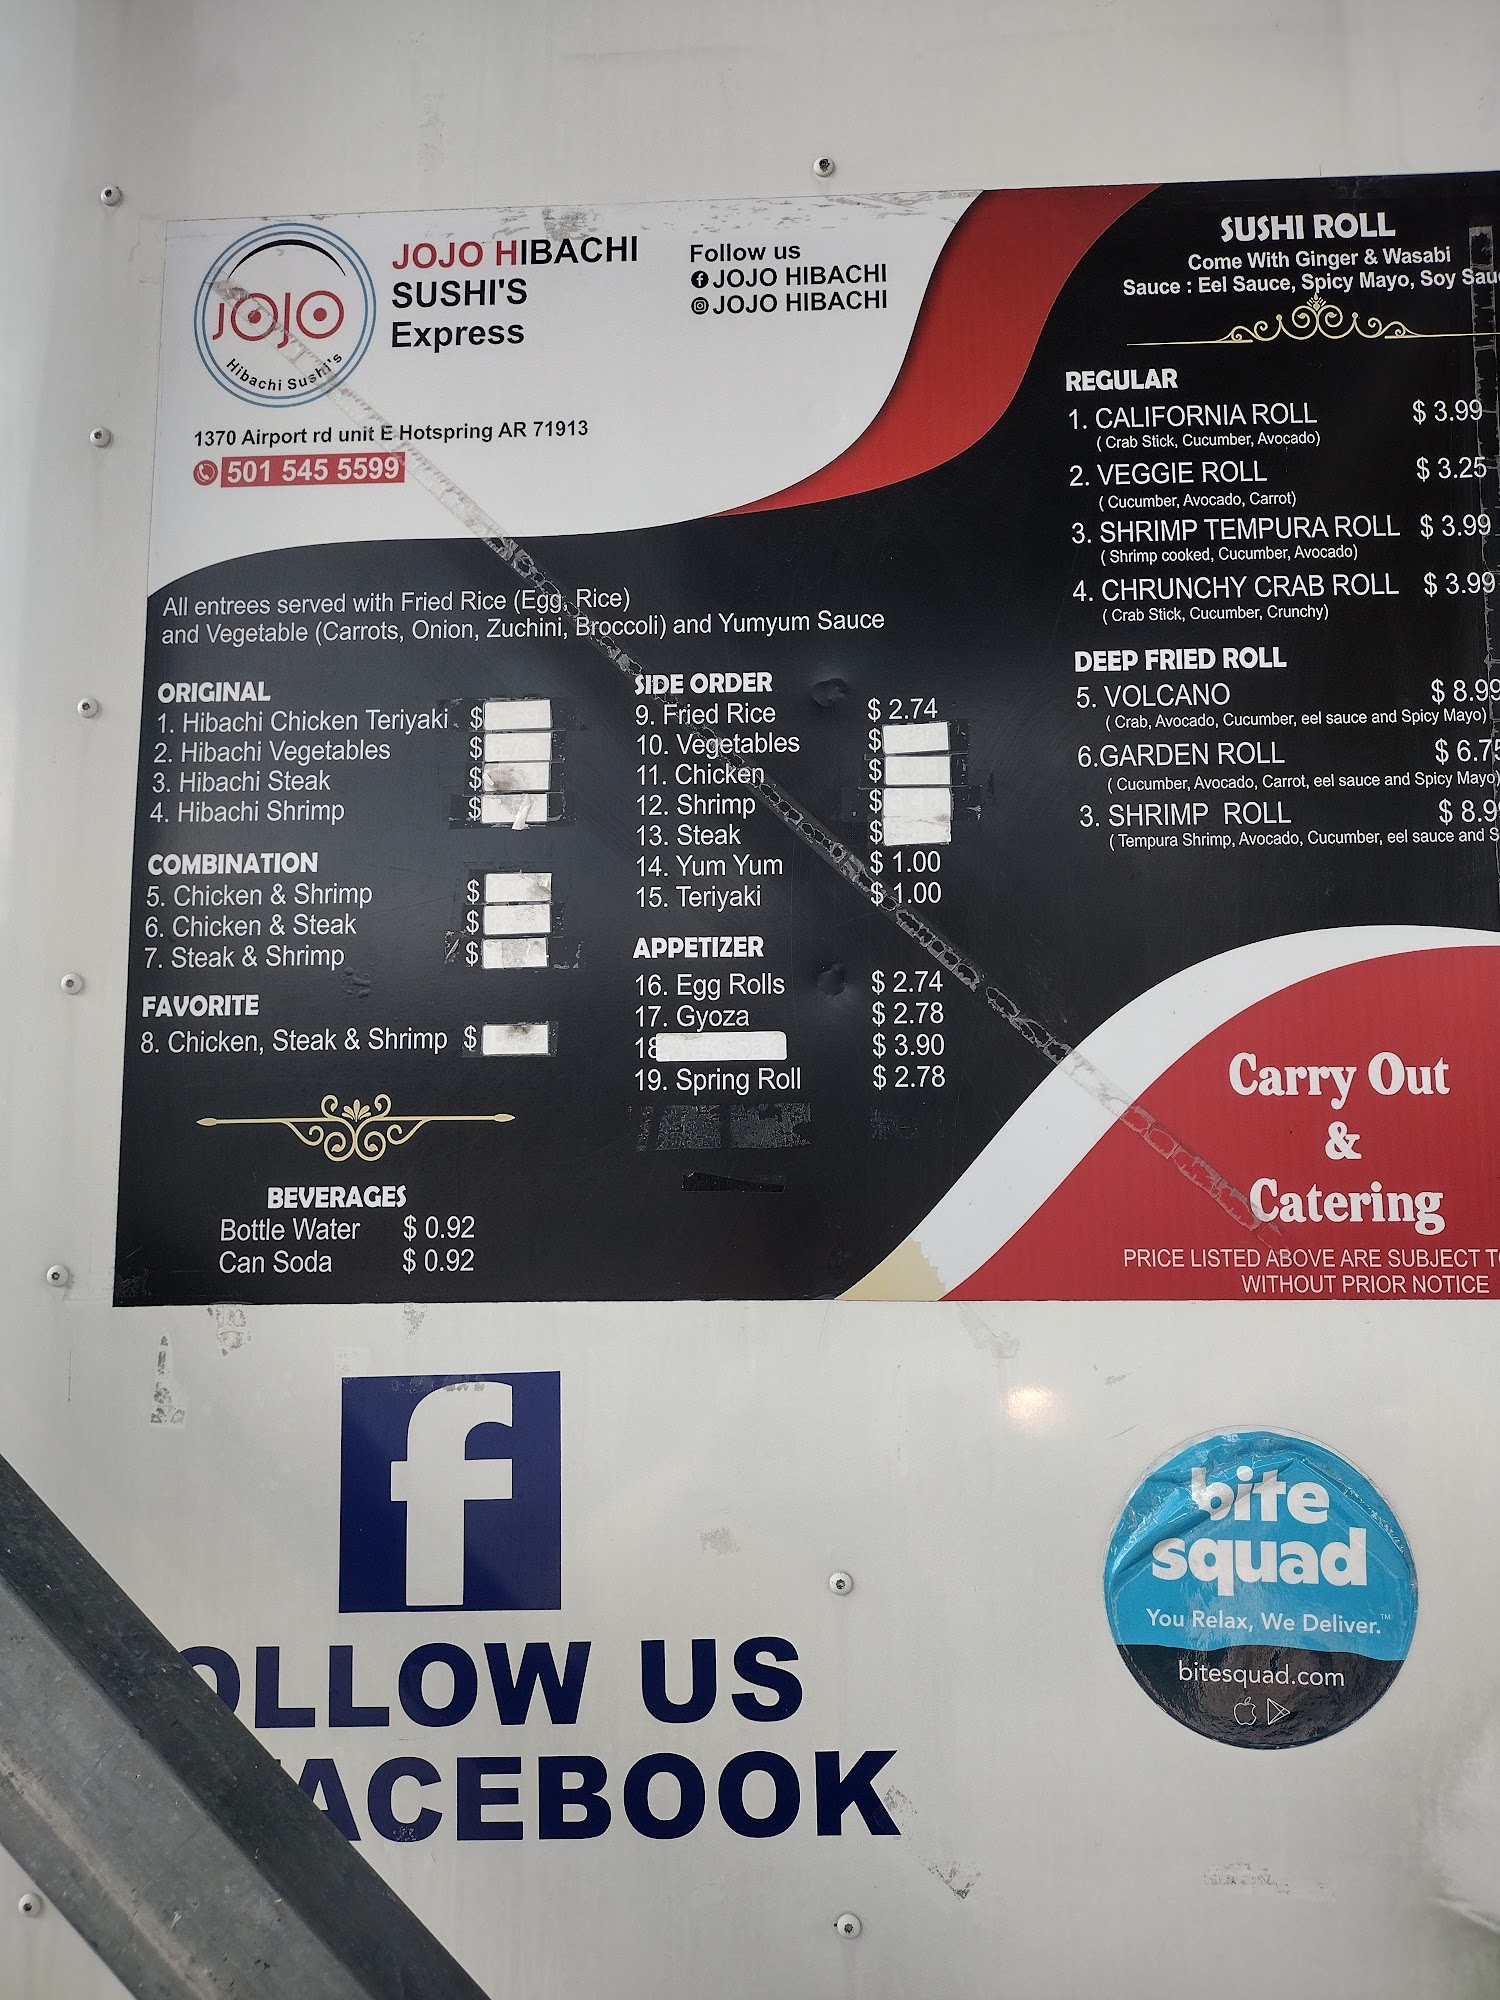 JOJO
Hibachi Sushi's
JOJO HIBACHI
SUSHI'S
Express
Follow us
JOJO HIBACHI
JOJO HIBACHI
1370 Airport rd unit E Hotspring AR 71913
501 545 5599
All entrees served with Fried Rice (Egg, Rice)
and Vegetable (Carrots, Onion, Zuchini, Broccoli) and Yumyum Sauce
ORIGINAL
1. Hibachi Chicken Teriyaki $
2. Hibachi Vegetables $
3. Hibachi Steak $
4. Hibachi Shrimp $
COMBINATION
5. Chicken & Shrimp $
6. Chicken & Steak $
7. Steak & Shrimp $
FAVORITE
8. Chicken, Steak & Shrimp $
BEVERAGES
Bottle Water $ 0.92
Can Soda $ 0.92
SIDE ORDER
9. Fried Rice $ 2.74
10. Vegetables $
11. Chicken $
12. Shrimp $
13. Steak $
14. Yum Yum $ 1.00
15. Teriyaki $ 1.00
APPETIZER
16. Egg Rolls $ 2.74
17. Gyoza $ 2.78
18 $ 3.90
19. Spring Roll $ 2.78
SUSHI ROLL
Come With Ginger & Wasabi
Sauce : Eel Sauce, Spicy Mayo, Soy Sau
REGULAR
1. CALIFORNIA ROLL $ 3.99
( Crab Stick, Cucumber, Avocado)
2. VEGGIE ROLL $ 3.25
( Cucumber, Avocado, Carrot)
3. SHRIMP TEMPURA ROLL $ 3.99
( Shrimp cooked, Cucumber, Avocado)
4. CHRUNCHY CRAB ROLL $ 3.99
( Crab Stick, Cucumber, Crunchy)
DEEP FRIED ROLL
5. VOLCANO $ 8.99
( Crab, Avocado, Cucumber, eel sauce and Spicy Mayo)
6.GARDEN ROLL $ 6.75
( Cucumber, Avocado, Carrot, eel sauce and Spicy Mayo)
3. SHRIMP ROLL $ 8.9
( Tempura Shrimp, Avocado, Cucumber, eel sauce and S
Carry Out
&
Catering
PRICE LISTED ABOVE ARE SUBJECT TO
WITHOUT PRIOR NOTICE
f
OLLOW US
FACEBOOK
bite
squad
You Relax, We Deliver.™
bitesquad.com